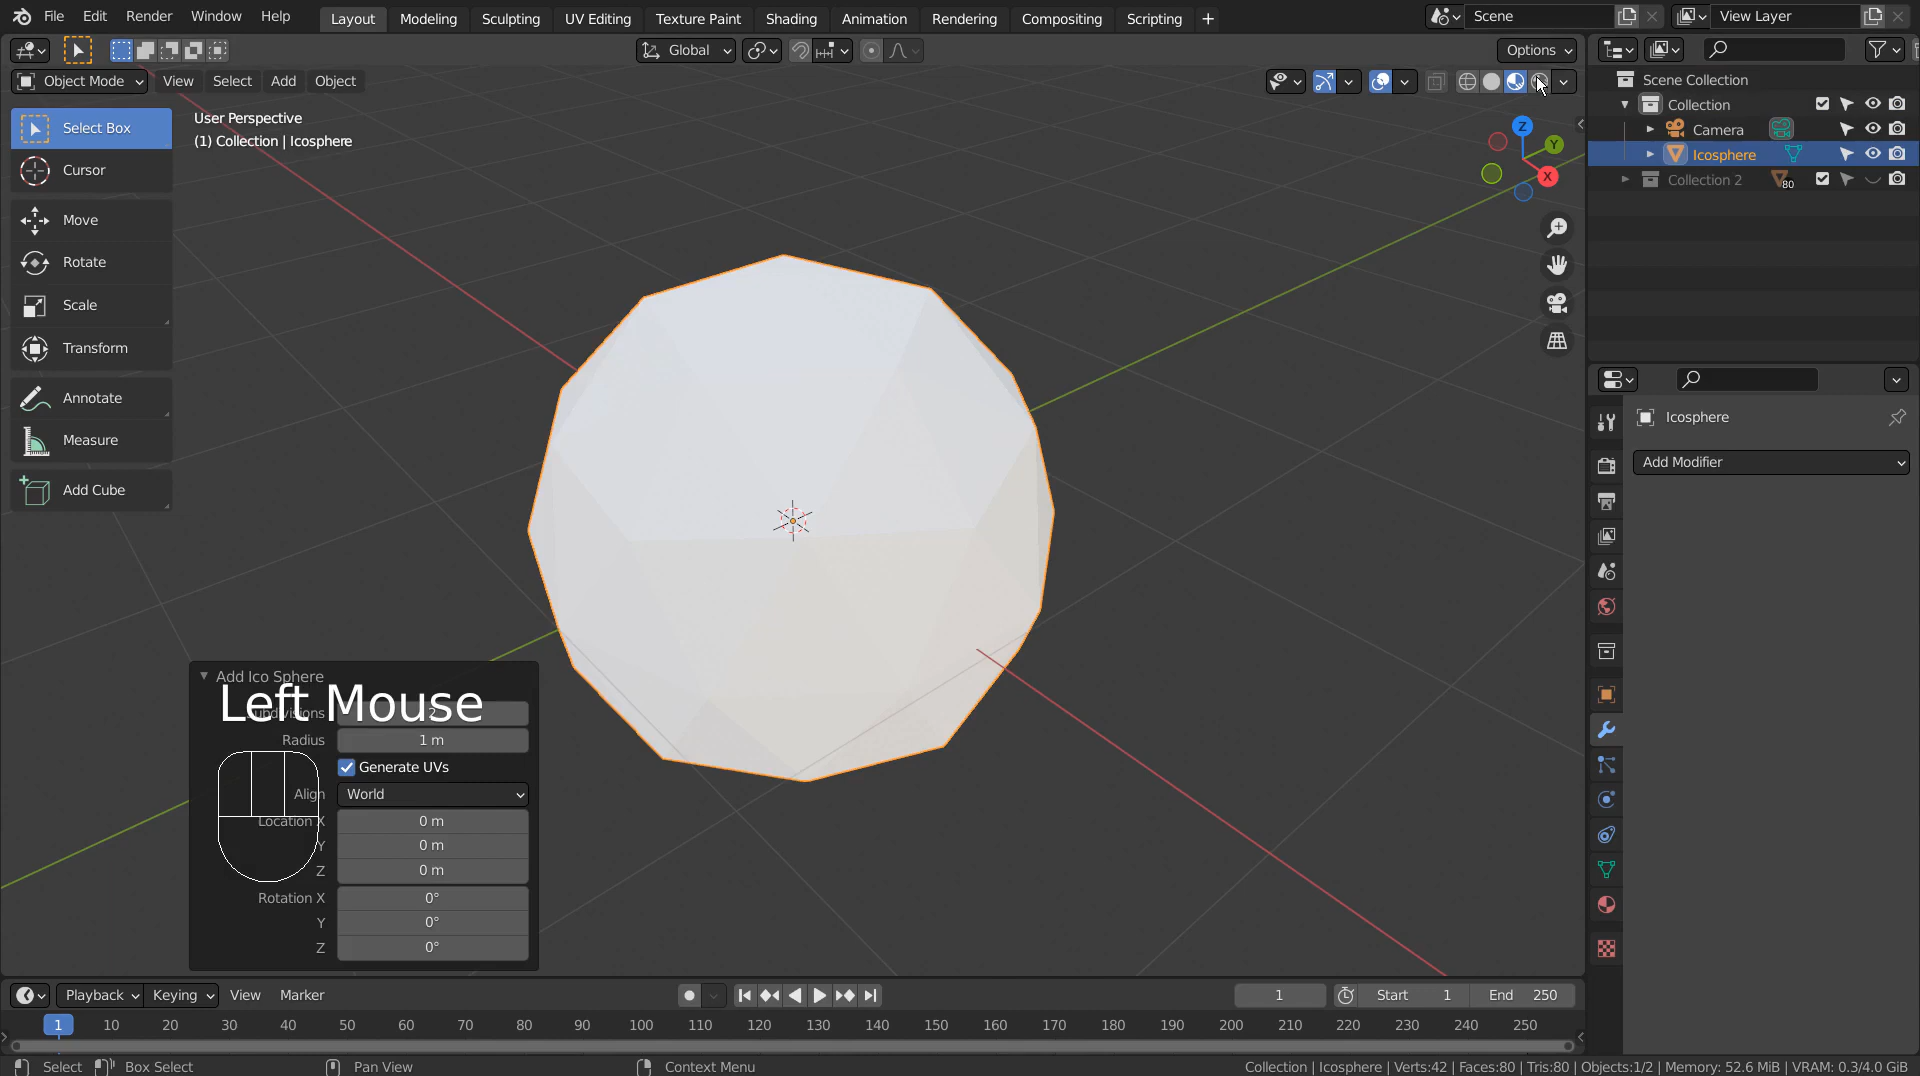 File Edit Render Window Help Layout Modeling Sculpting UV Editing Texture Paint Shading Animation Rendering Compositing Scripting + Scene View Layer
Global Options
Object Mode View Select Add Object
Scene Collection
Collection
Camera
Icosphere
Collection 2 80
User Perspective
(1) Collection | Icosphere
Z
Y
X
Select Box
Cursor
Move
Rotate
Scale
Transform
Annotate
Measure
Add Cube
Icosphere
Add Modifier
Add Ico Sphere
Left Mouse
Subdivisions 2
Radius 1 m
Generate UVs
Align World
Location X 0 m
Y 0 m
Z 0 m
Rotation X 0°
Y 0°
Z 0°
Playback Keying View Marker 1 Start 1 End 250
1 10 20 30 40 50 60 70 80 90 100 110 120 130 140 150 160 170 180 190 200 210 220 230 240 250
Select Box Select Pan View Context Menu Collection | Icosphere | Verts:42 | Faces:80 | Tris:80 | Objects:1/2 | Memory: 52.6 MiB | VRAM: 0.3/4.0 GiB